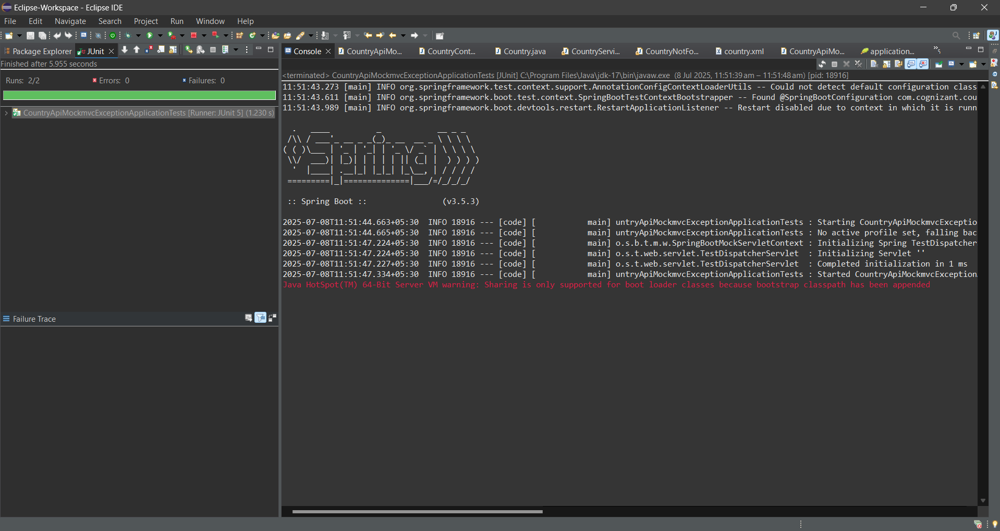 Eclipse-Workspace - Eclipse IDE
File Edit Navigate Search Project Run Window Help
Package Explorer JUnit
Console CountryApiMo... CountryCont... Country.java CountryServi... CountryNotFo... country.xml CountryApiMo... application... »5
Finished after 5.955 seconds
Runs: 2/2 Errors: 0 Failures: 0
CountryApiMockmvcExceptionApplicationTests [Runner: JUnit 5] (1.230 s)
Failure Trace
<terminated> CountryApiMockmvcExceptionApplicationTests [JUnit] C:\Program Files\Java\jdk-17\bin\javaw.exe (8 Jul 2025, 11:51:39 am – 11:51:48 am) [pid: 18916]
11:51:43.273 [main] INFO org.springframework.test.context.support.AnnotationConfigContextLoaderUtils -- Could not detect default configuration class
11:51:43.611 [main] INFO org.springframework.boot.test.context.SpringBootTestContextBootstrapper -- Found @SpringBootConfiguration com.cognizant.cou
11:51:43.989 [main] INFO org.springframework.boot.devtools.restart.RestartApplicationListener -- Restart disabled due to context in which it is runn
Spring
:: Spring Boot :: (v3.5.3)
2025-07-08T11:51:44.663+05:30 INFO 18916 --- [code] [ main] untryApiMockmvcExceptionApplicationTests : Starting CountryApiMockmvcExceptio
2025-07-08T11:51:44.665+05:30 INFO 18916 --- [code] [ main] untryApiMockmvcExceptionApplicationTests : No active profile set, falling bac
2025-07-08T11:51:47.224+05:30 INFO 18916 --- [code] [ main] o.s.b.t.m.w.SpringBootMockServletContext : Initializing Spring TestDispatcher
2025-07-08T11:51:47.224+05:30 INFO 18916 --- [code] [ main] o.s.t.web.servlet.TestDispatcherServlet : Initializing Servlet ''
2025-07-08T11:51:47.227+05:30 INFO 18916 --- [code] [ main] o.s.t.web.servlet.TestDispatcherServlet : Completed initialization in 1 ms
2025-07-08T11:51:47.334+05:30 INFO 18916 --- [code] [ main] untryApiMockmvcExceptionApplicationTests : Started CountryApiMockmvcException
Java HotSpot(TM) 64-Bit Server VM warning: Sharing is only supported for boot loader classes because bootstrap classpath has been appended